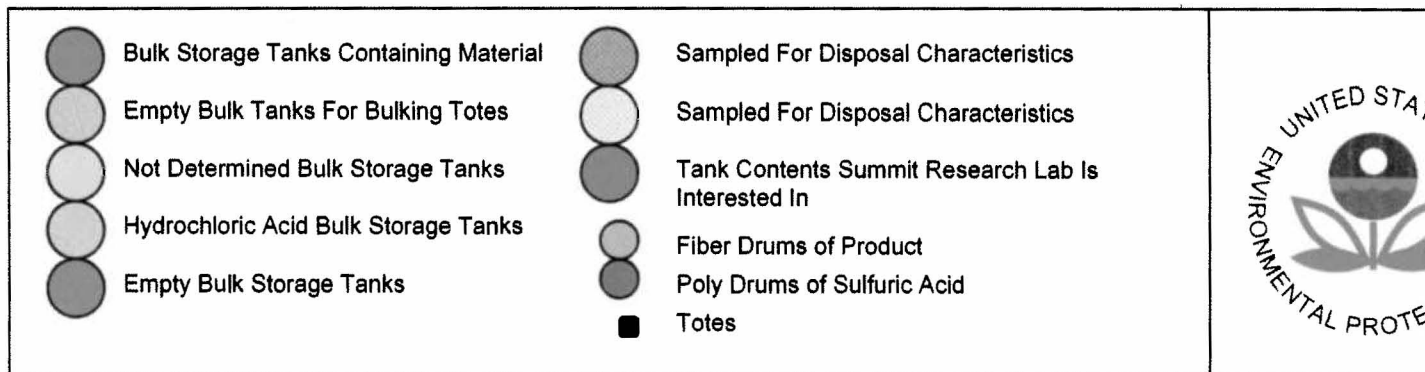 Bulk Storage Tanks Containing Material
Empty Bulk Tanks For Bulking Totes
Not Determined Bulk Storage Tanks
Hydrochloric Acid Bulk Storage Tanks
Empty Bulk Storage Tanks
Sampled For Disposal Characteristics
Sampled For Disposal Characteristics
Tank Contents Summit Research Lab Is
Interested In
Fiber Drums of Product
Poly Drums of Sulfuric Acid
Totes
UNITED STA
ENVIRONMENTAL PROTE